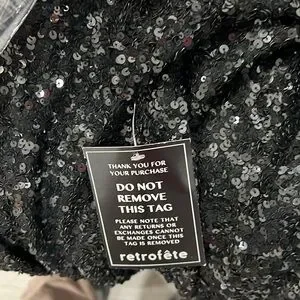 THANK YOU FOR
YOUR PURCHASE
DO NOT
REMOVE
THIS TAG
PLEASE NOTE THAT
ANY RETURNS OR
EXCHANGES CANNOT
BE MADE ONCE THIS
TAG IS REMOVED
retrofête